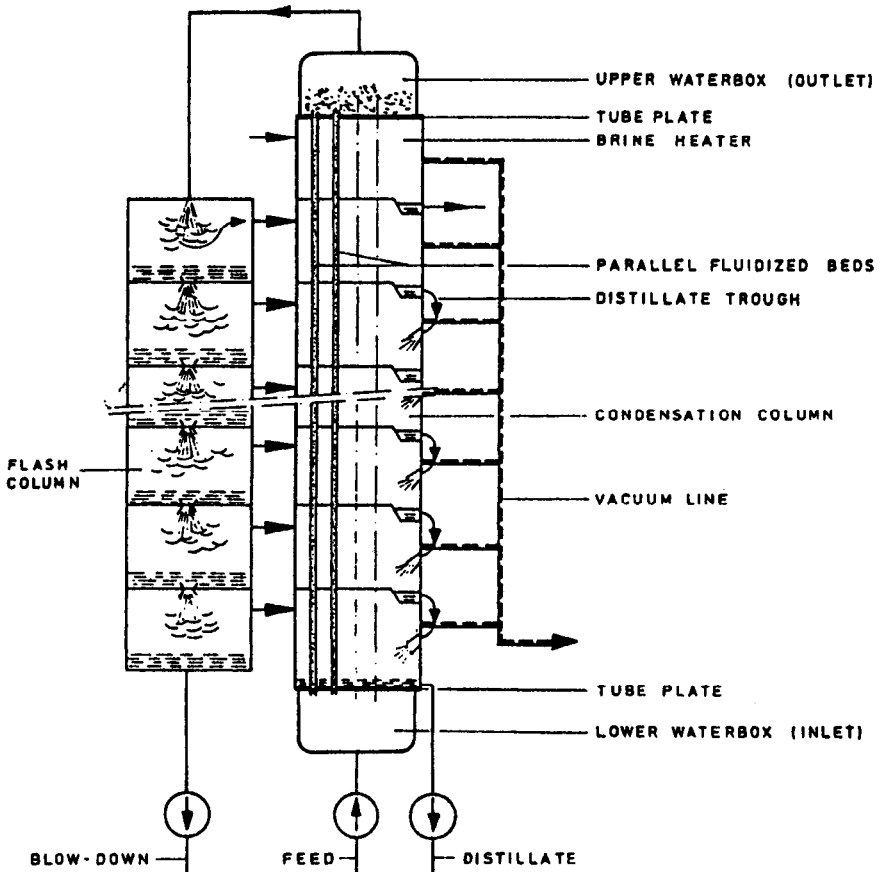 UPPER WATERBOX (OUTLET)
TUBE PLATE
BRINE HEATER
PARALLEL FLUIDIZED BEDS
DISTILLATE TROUGH
CONDENSATION COLUMN
FLASH
COLUMN
VACUUM LINE
TUBE PLATE
LOWER WATERBOX (INLET)
BLOW-DOWN
FEED
DISTILLATE